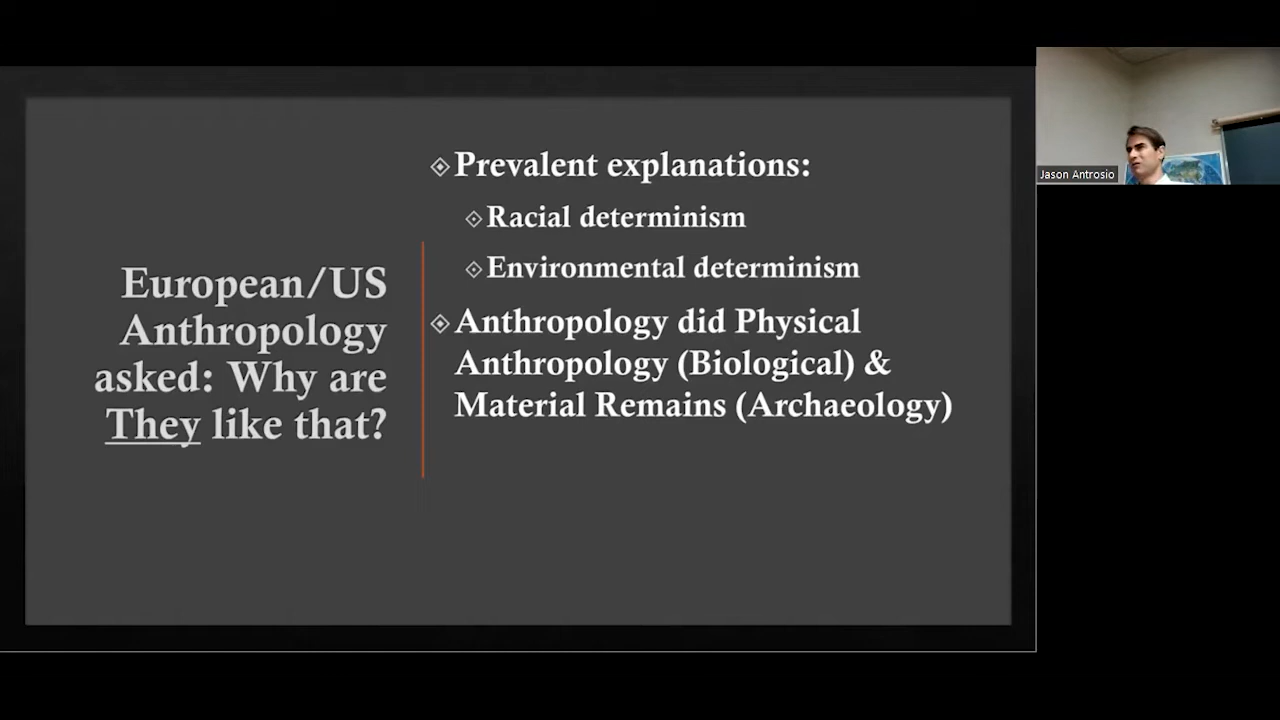 European/US
Anthropology
asked: Why are
They like that?
Prevalent explanations:
Racial determinism
Environmental determinism
Anthropology did Physical
Anthropology (Biological) &
Material Remains (Archaeology)
Jason Antrosio